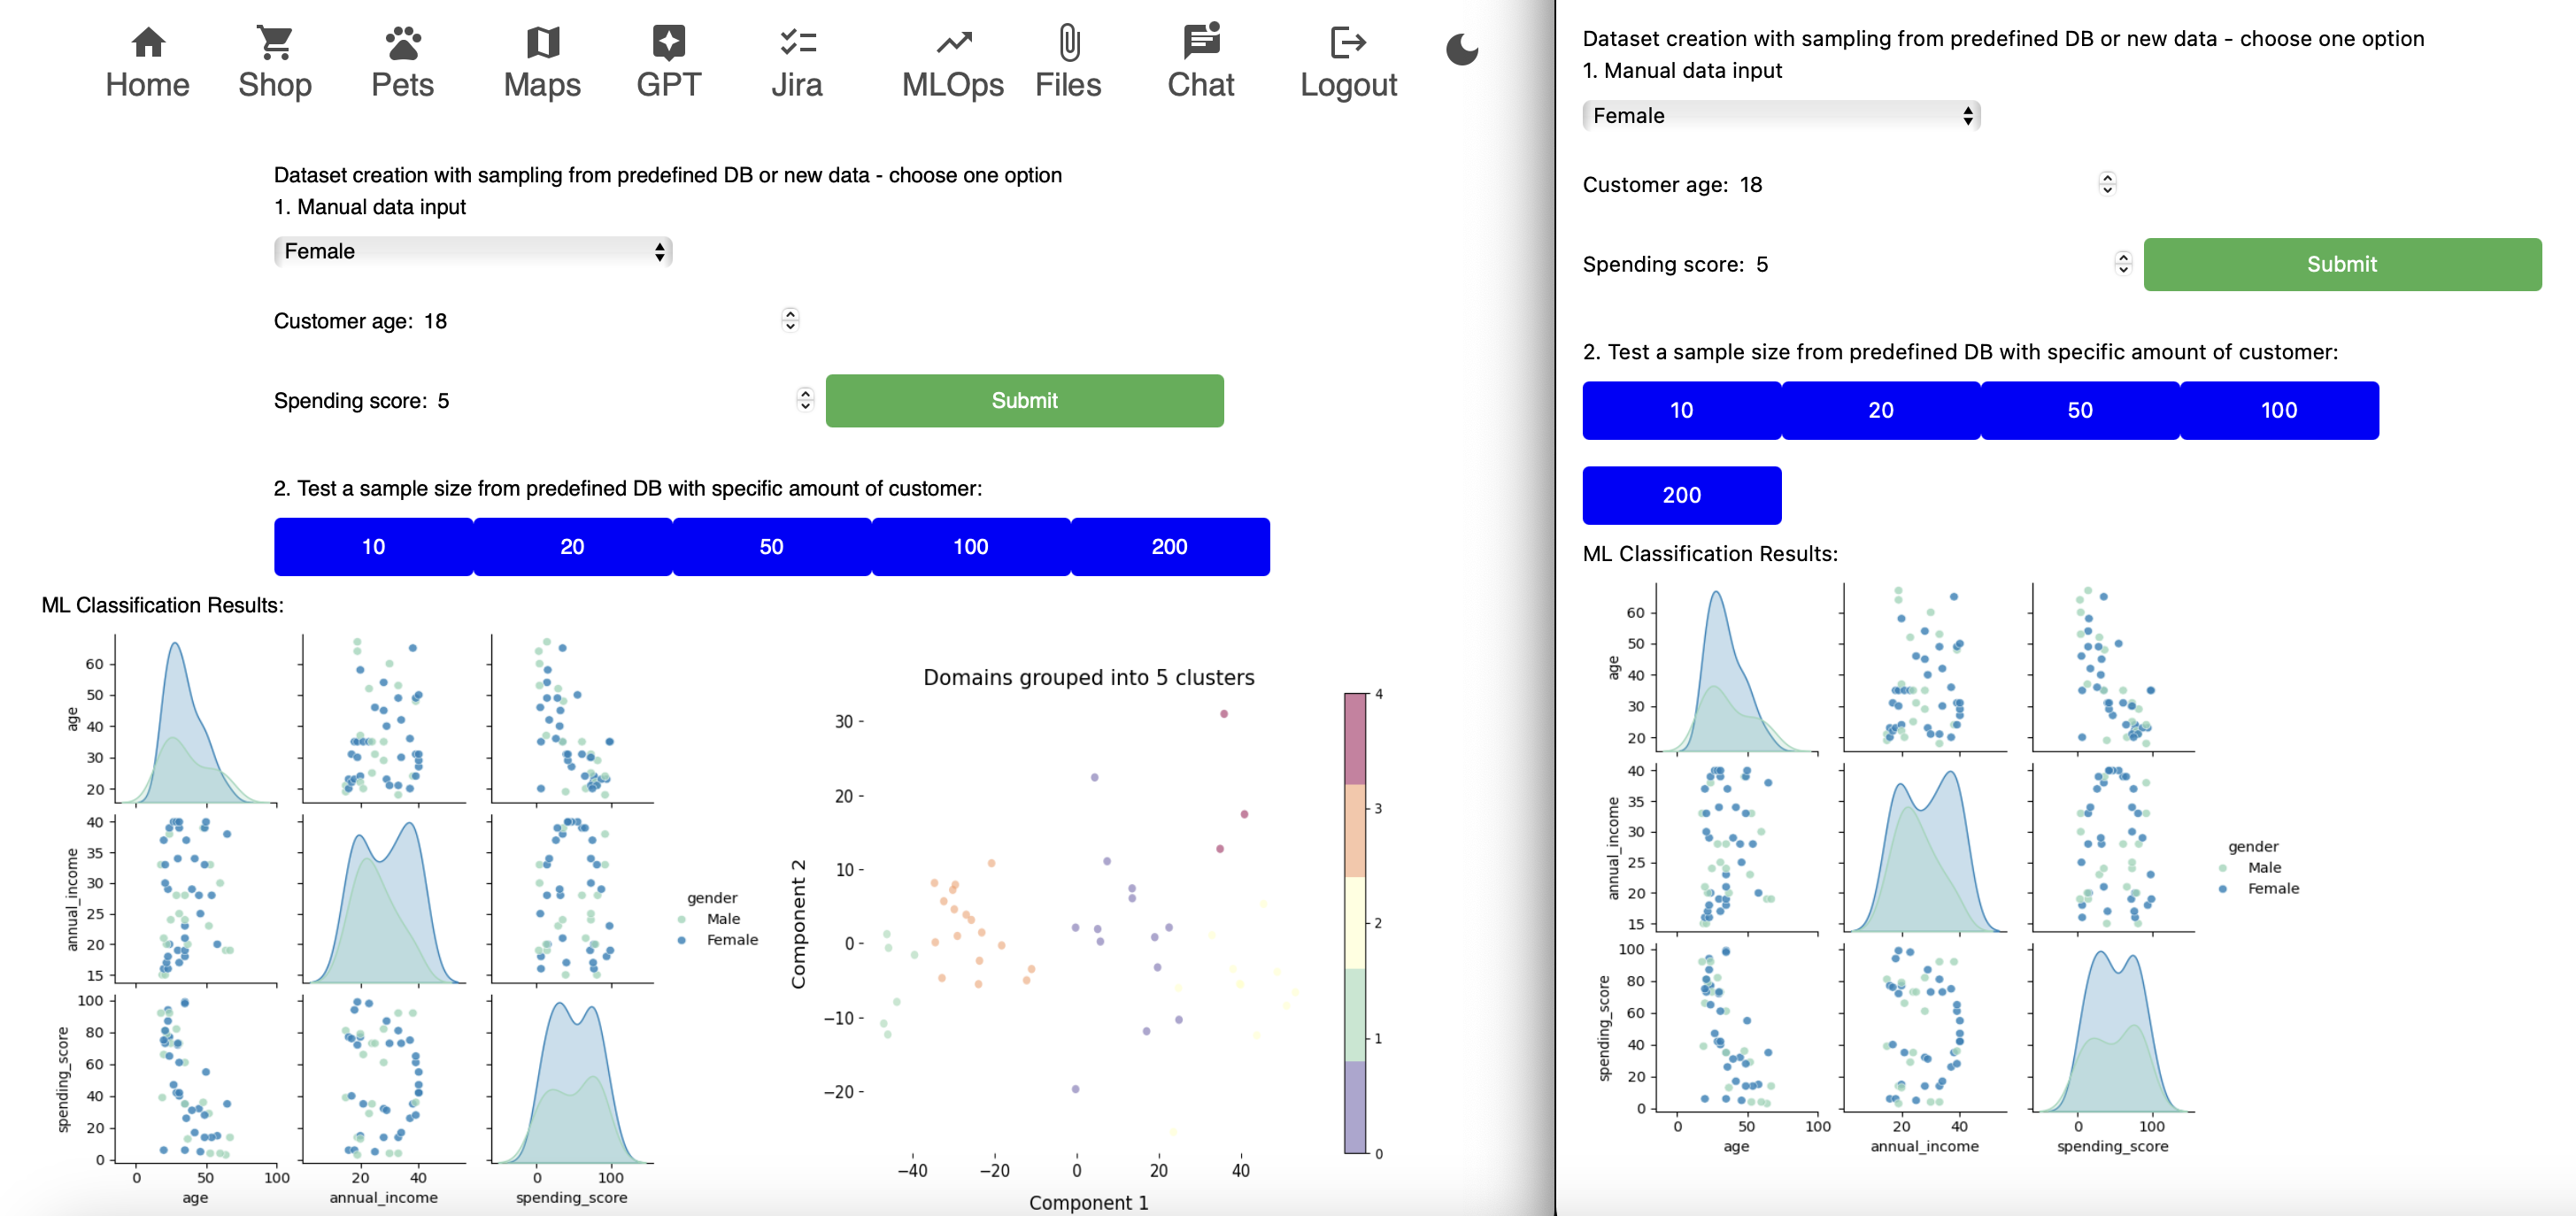 Home Shop Pets Maps GPT Jira MLOps Files Chat Logout
Dataset creation with sampling from predefined DB or new data - choose one option
1. Manual data input
Female
Customer age: 18
Spending score: 5
Submit
2. Test a sample size from predefined DB with specific amount of customer:
10 20 50 100 200
ML Classification Results:
age
60
50
40
30
20
annual_income
40
35
30
25
20
15
spending_score
100
80
60
40
20
0
0 50 100
age
20 40
annual_income
0 100
spending_score
gender
Male
Female
Domains grouped into 5 clusters
Component 2
30
20
10
0
−10
−20
−40 −20 0 20 40
Component 1
4
3
2
1
0
Dataset creation with sampling from predefined DB or new data - choose one option
1. Manual data input
Female
Customer age: 18
Spending score: 5
Submit
2. Test a sample size from predefined DB with specific amount of customer:
10 20 50 100
200
ML Classification Results:
age
60
50
40
30
20
annual_income
40
35
30
25
20
15
spending_score
100
80
60
40
20
0
0 50 100
age
20 40
annual_income
0 100
spending_score
gender
Male
Female